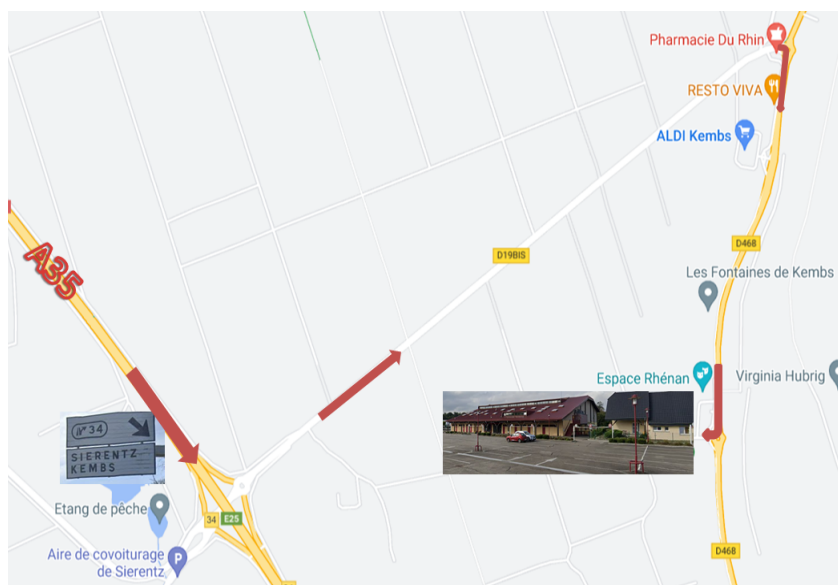 Pharmacie Du Rhin
RESTO VIVA
ALDI Kembs
D468
D19BIS
A35
Les Fontaines de Kembs
Espace Rhénan
Virginia Hubrig
N° 34
SIERENTZ
KEMBS
Etang de pêche
34
E25
Aire de covoiturage
de Sierentz
P
D468